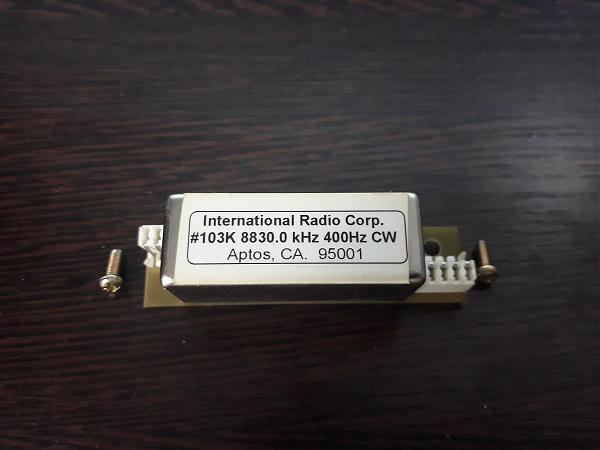 International Radio Corp.
#103K 8830.0 kHz 400Hz CW
Aptos, CA. 95001